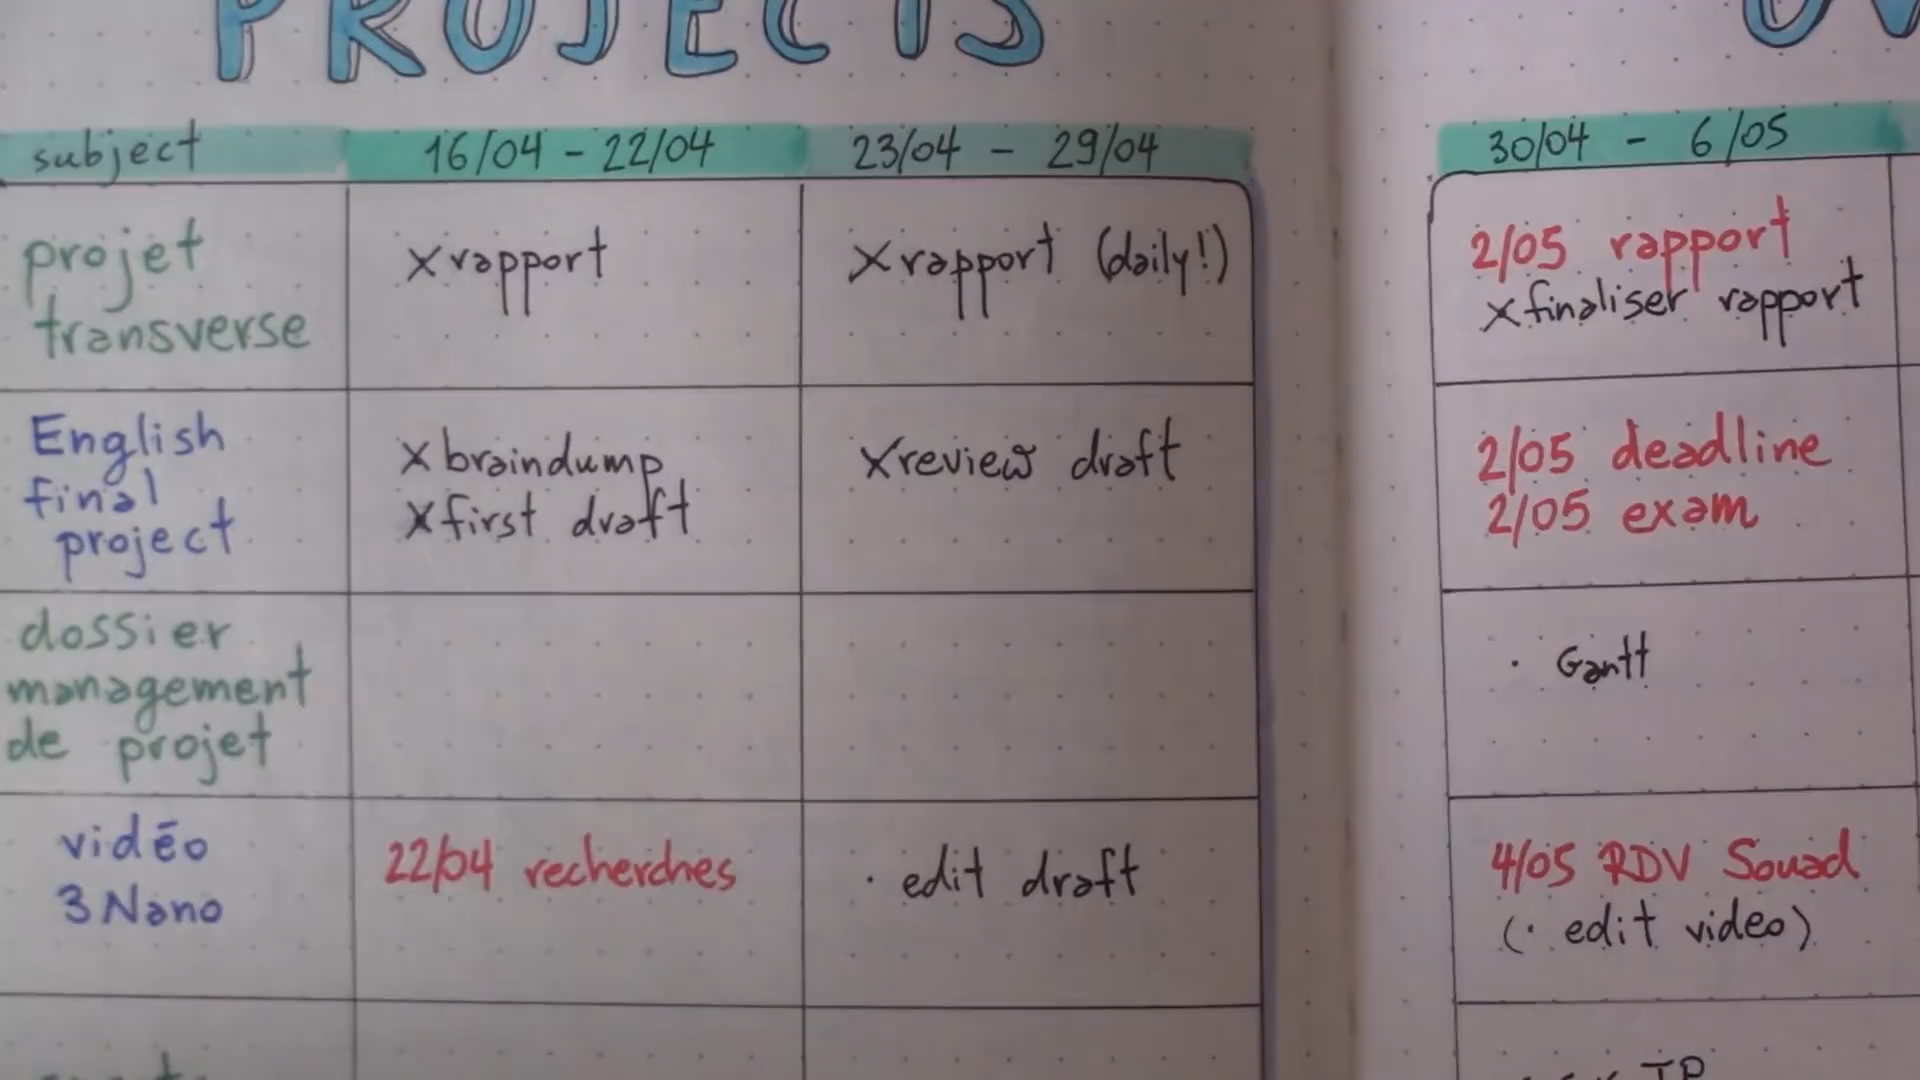 PROJECTS
subject 16/04 - 22/04 23/04 - 29/04 30/04 - 6/05
projet
transverse
x rapport
x rapport (daily!)
2/05 rapport
x finaliser rapport
English
final
project
x braindump
x first draft
x review draft
2/05 deadline
2/05 exam
dossier
management
de projet
· Gantt
vidéo
3 Nano
22/04 recherches
· edit draft
4/05 RDV Souad
(· edit video)